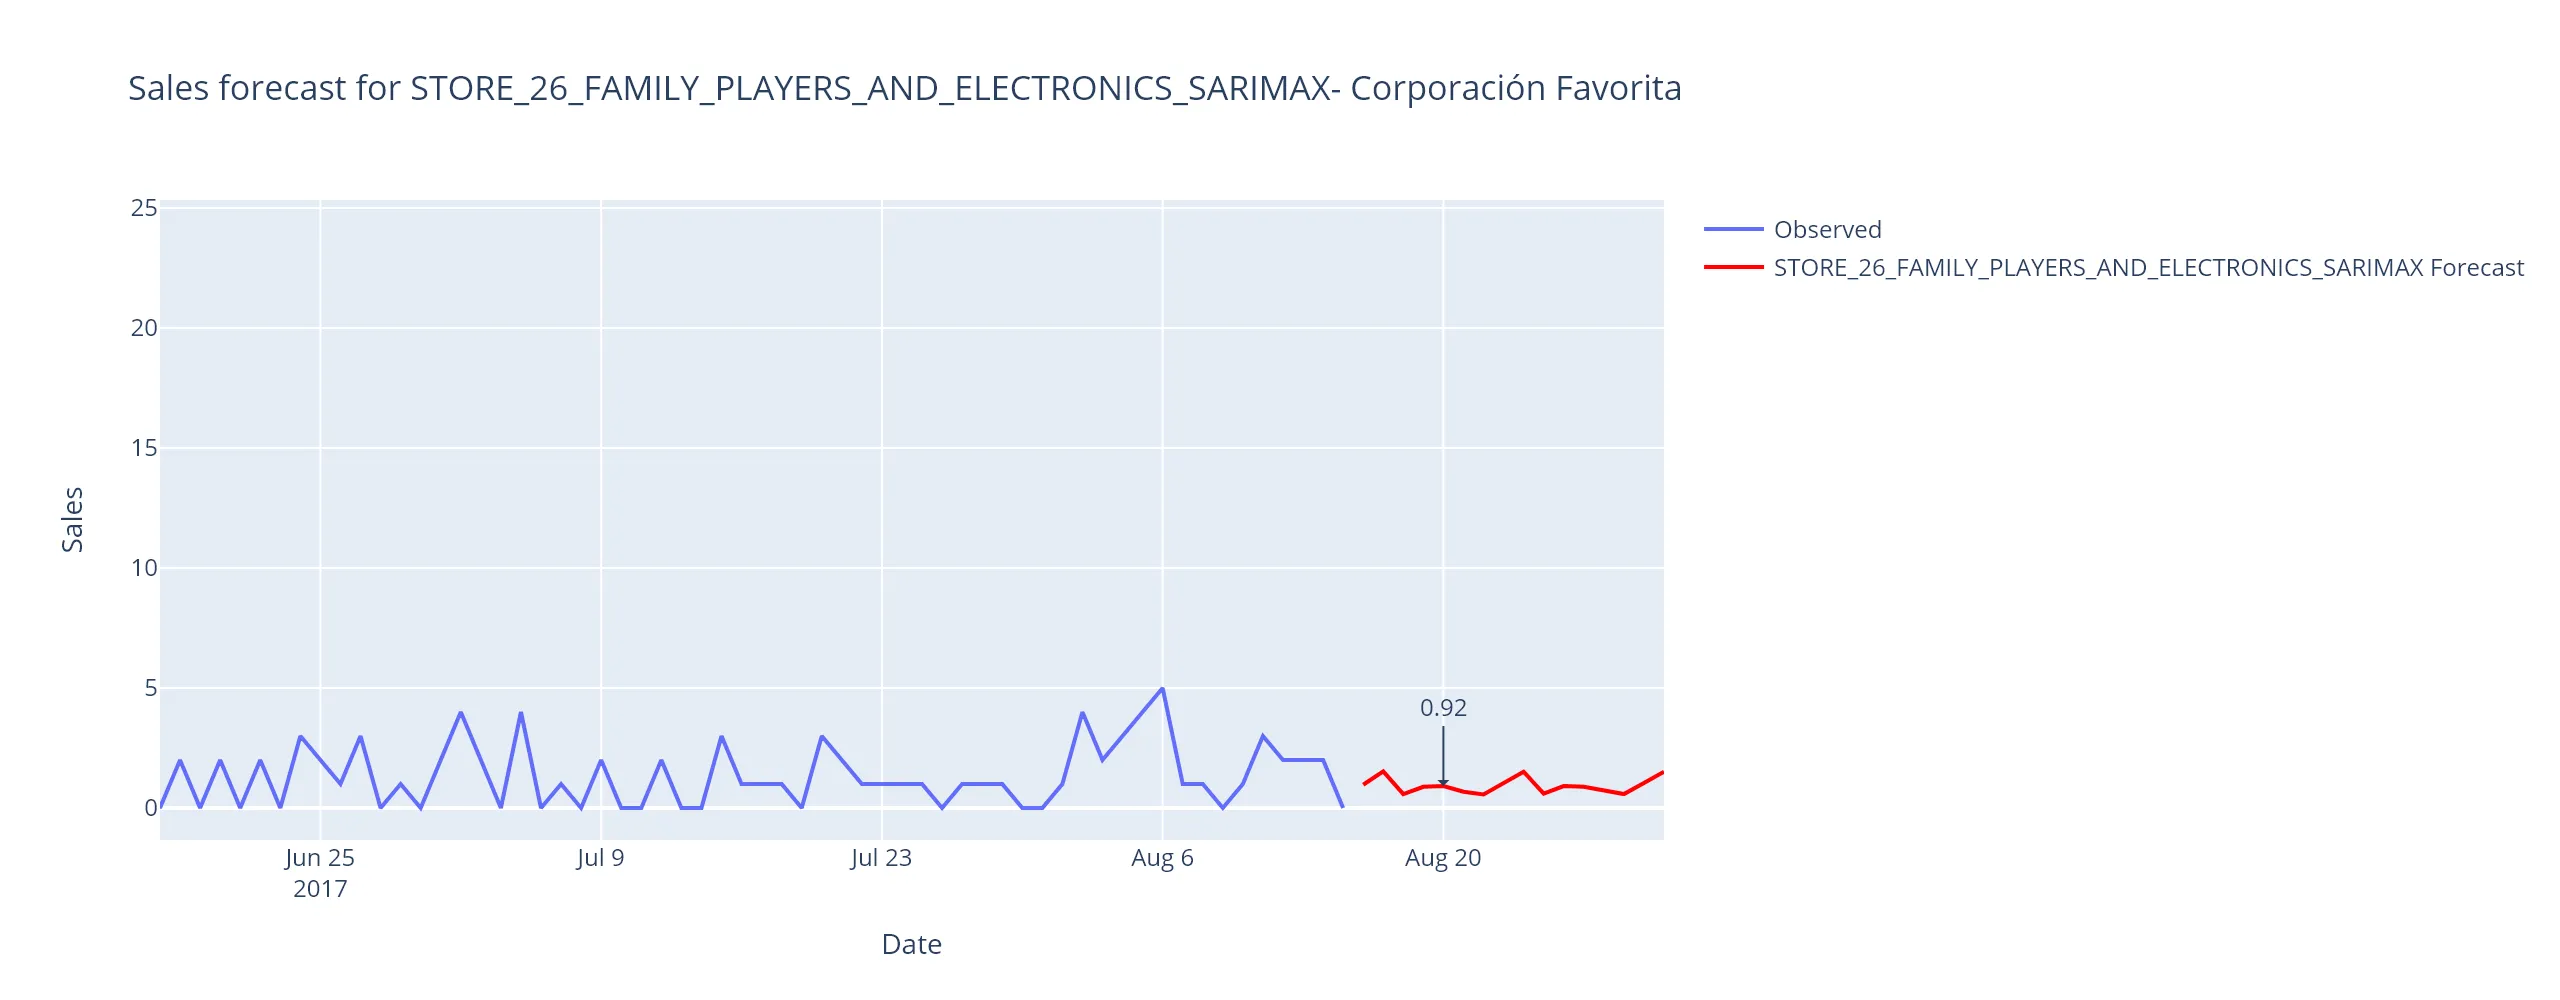 Sales forecast for STORE_26_FAMILY_PLAYERS_AND_ELECTRONICS_SARIMAX- Corporación Favorita
Observed
STORE_26_FAMILY_PLAYERS_AND_ELECTRONICS_SARIMAX Forecast
Sales
25
20
15
10
5
0
0.92
Jun 25
2017
Jul 9
Jul 23
Aug 6
Aug 20
Date